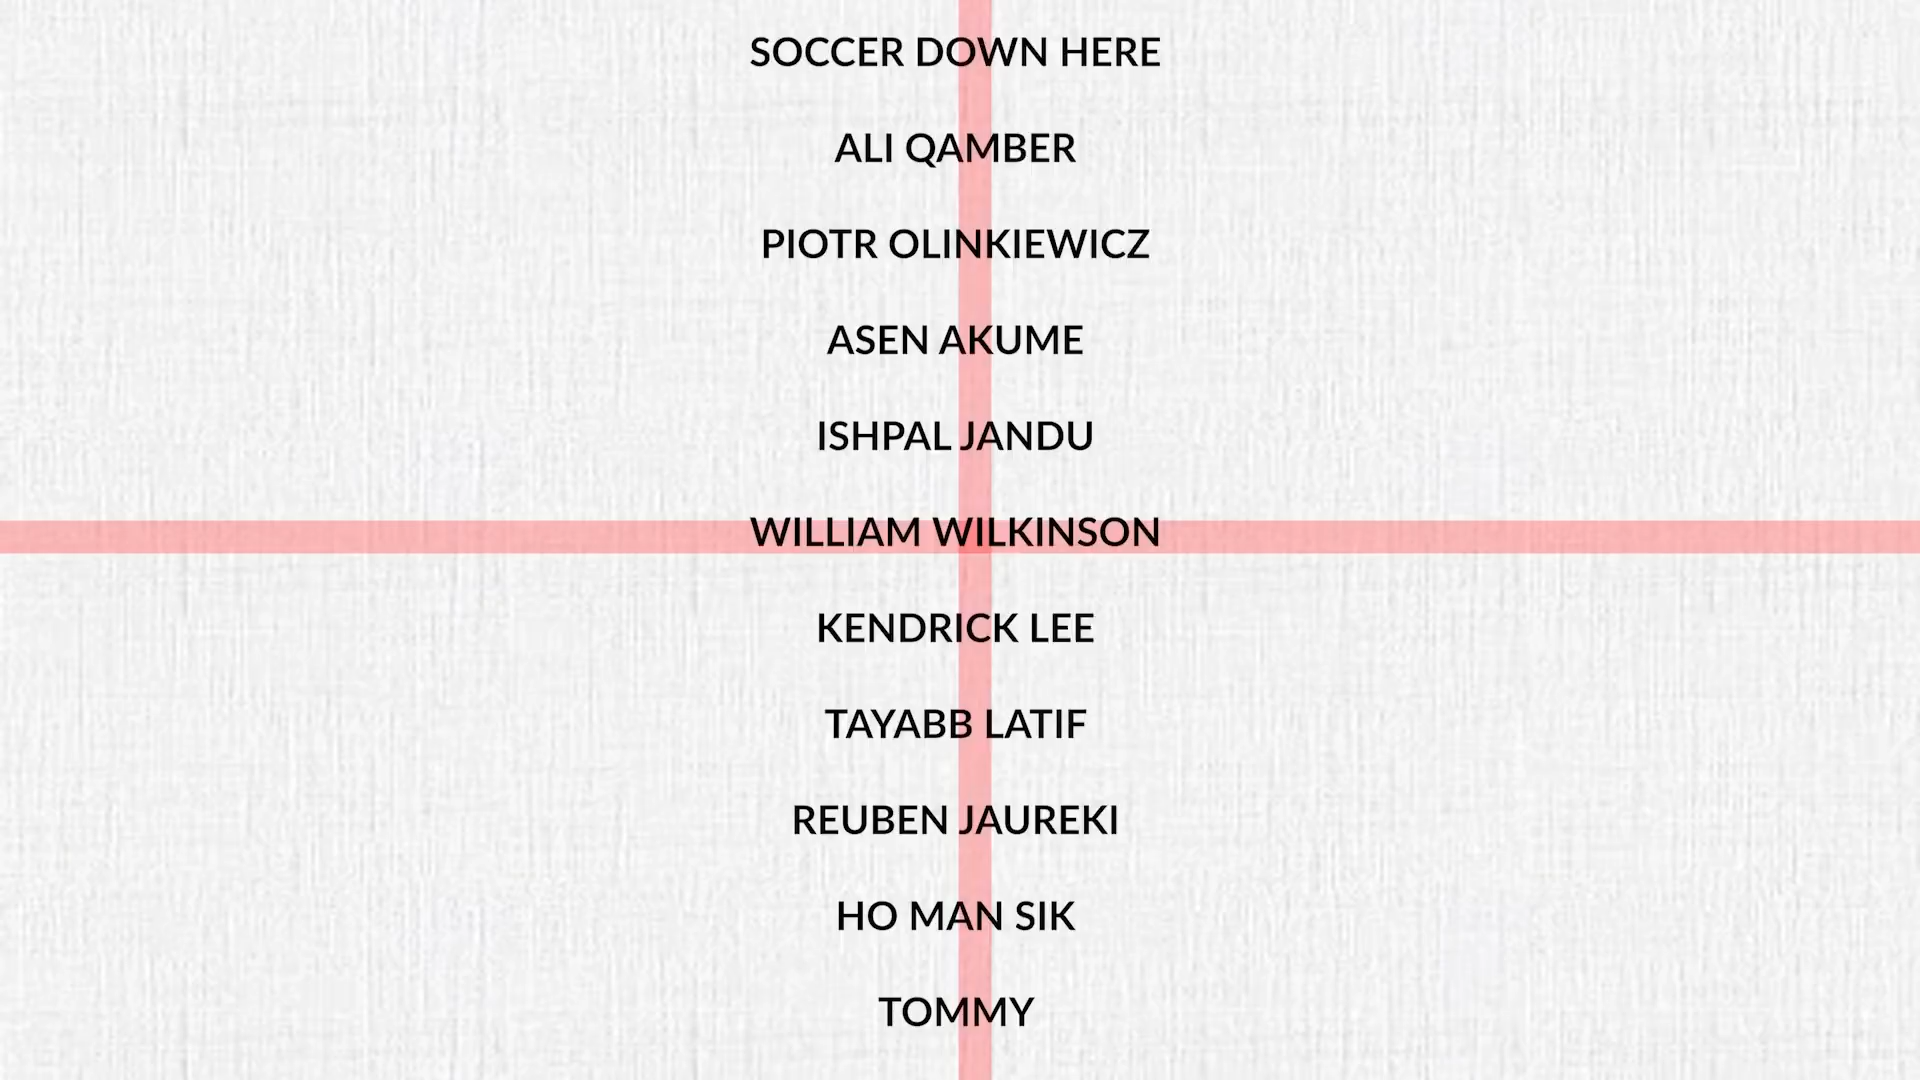 SOCCER DOWN HERE
ALI QAMBER
PIOTR OLINKIEWICZ
ASEN AKUME
ISHPAL JANDU
WILLIAM WILKINSON
KENDRICK LEE
TAYABB LATIF
REUBEN JAUREKI
HO MAN SIK
TOMMY